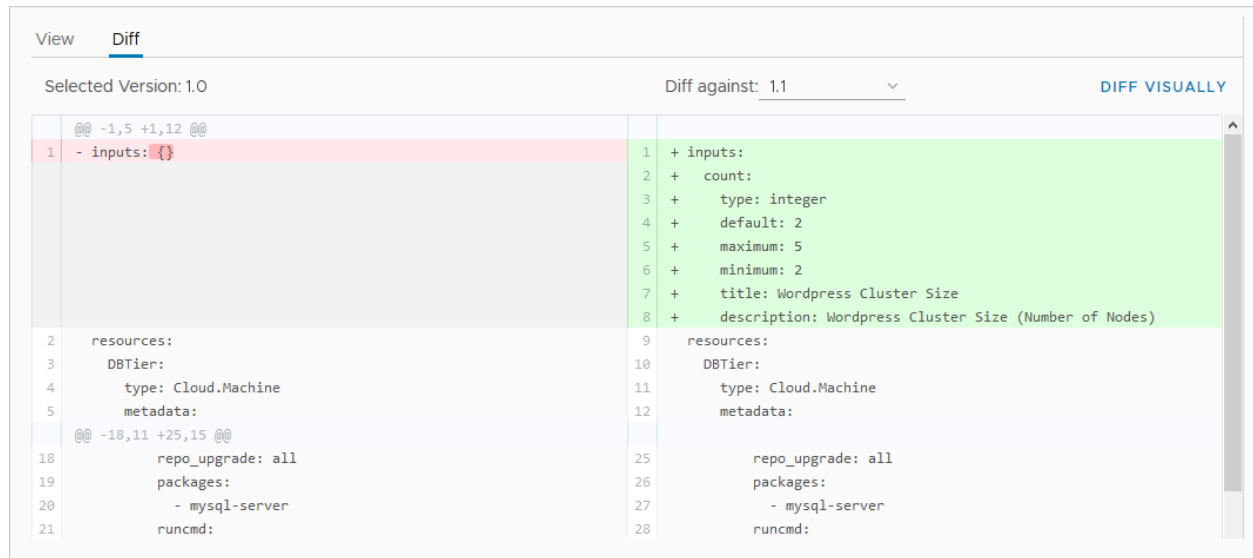 View Diff
Selected Version: 1.0 Diff against: 1.1 DIFF VISUALLY
@@ -1,5 +1,12 @@
1 - inputs: {}
2 resources:
3 DBTier:
4 type: Cloud.Machine
5 metadata:
@@ -18,11 +25,15 @@
18 repo_upgrade: all
19 packages:
20 - mysql-server
21 runcmd:
1 + inputs:
2 + count:
3 + type: integer
4 + default: 2
5 + maximum: 5
6 + minimum: 2
7 + title: Wordpress Cluster Size
8 + description: Wordpress Cluster Size (Number of Nodes)
9 resources:
10 DBTier:
11 type: Cloud.Machine
12 metadata:
25 repo_upgrade: all
26 packages:
27 - mysql-server
28 runcmd: